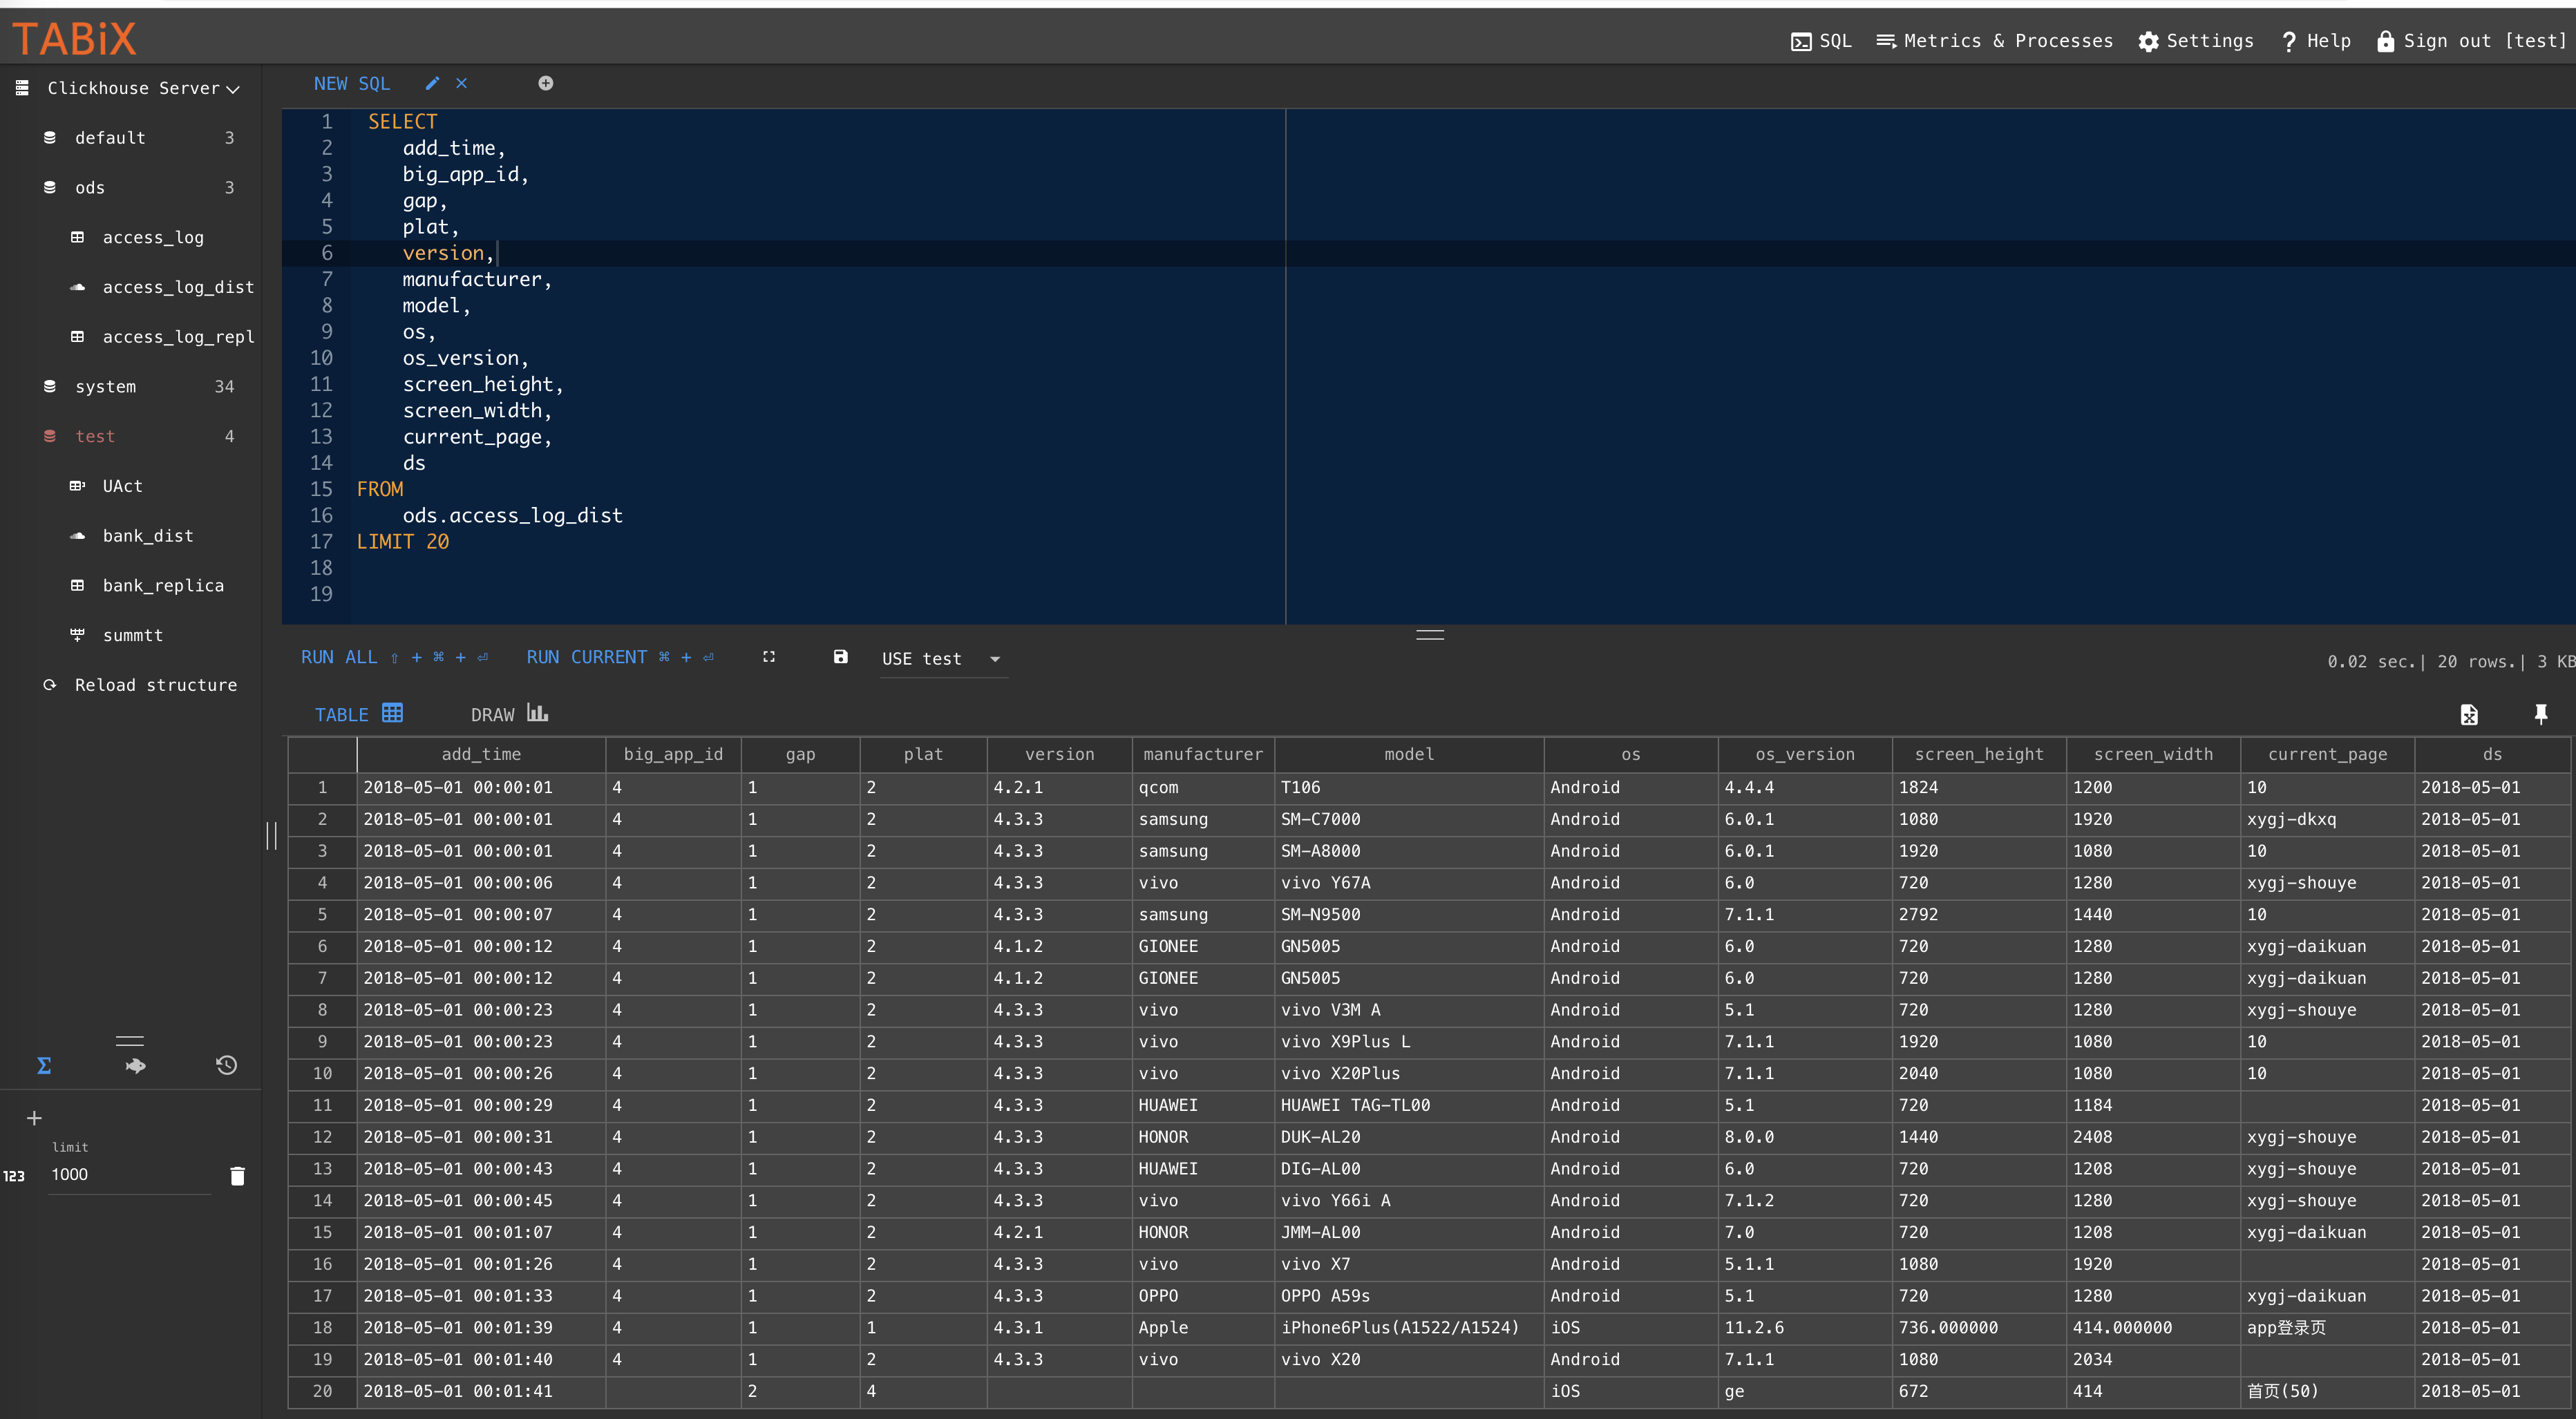 TABiX
SQL Metrics & Processes Settings Help Sign out [test]
Clickhouse Server
default 3
ods 3
access_log
access_log_dist
access_log_repl
system 34
test 4
UAct
bank_dist
bank_replica
summtt
Reload structure
limit
123 1000
NEW SQL
1 SELECT
2 add_time,
3 big_app_id,
4 gap,
5 plat,
6 version,
7 manufacturer,
8 model,
9 os,
10 os_version,
11 screen_height,
12 screen_width,
13 current_page,
14 ds
15 FROM
16 ods.access_log_dist
17 LIMIT 20
18
19
RUN ALL ⇧ + ⌘ + ⏎ RUN CURRENT ⌘ + ⏎ USE test 0.02 sec.| 20 rows.| 3 KB
TABLE DRAW
add_time big_app_id gap plat version manufacturer model os os_version screen_height screen_width current_page ds
1 2018-05-01 00:00:01 4 1 2 4.2.1 qcom T106 Android 4.4.4 1824 1200 10 2018-05-01
2 2018-05-01 00:00:01 4 1 2 4.3.3 samsung SM-C7000 Android 6.0.1 1080 1920 xygj-dkxq 2018-05-01
3 2018-05-01 00:00:01 4 1 2 4.3.3 samsung SM-A8000 Android 6.0.1 1920 1080 10 2018-05-01
4 2018-05-01 00:00:06 4 1 2 4.3.3 vivo vivo Y67A Android 6.0 720 1280 xygj-shouye 2018-05-01
5 2018-05-01 00:00:07 4 1 2 4.3.3 samsung SM-N9500 Android 7.1.1 2792 1440 10 2018-05-01
6 2018-05-01 00:00:12 4 1 2 4.1.2 GIONEE GN5005 Android 6.0 720 1280 xygj-daikuan 2018-05-01
7 2018-05-01 00:00:12 4 1 2 4.1.2 GIONEE GN5005 Android 6.0 720 1280 xygj-daikuan 2018-05-01
8 2018-05-01 00:00:23 4 1 2 4.3.3 vivo vivo V3M A Android 5.1 720 1280 xygj-shouye 2018-05-01
9 2018-05-01 00:00:23 4 1 2 4.3.3 vivo vivo X9Plus L Android 7.1.1 1920 1080 10 2018-05-01
10 2018-05-01 00:00:26 4 1 2 4.3.3 vivo vivo X20Plus Android 7.1.1 2040 1080 10 2018-05-01
11 2018-05-01 00:00:29 4 1 2 4.3.3 HUAWEI HUAWEI TAG-TL00 Android 5.1 720 1184 2018-05-01
12 2018-05-01 00:00:31 4 1 2 4.3.3 HONOR DUK-AL20 Android 8.0.0 1440 2408 xygj-shouye 2018-05-01
13 2018-05-01 00:00:43 4 1 2 4.3.3 HUAWEI DIG-AL00 Android 6.0 720 1208 xygj-shouye 2018-05-01
14 2018-05-01 00:00:45 4 1 2 4.3.3 vivo vivo Y66i A Android 7.1.2 720 1280 xygj-shouye 2018-05-01
15 2018-05-01 00:01:07 4 1 2 4.2.1 HONOR JMM-AL00 Android 7.0 720 1208 xygj-daikuan 2018-05-01
16 2018-05-01 00:01:26 4 1 2 4.3.3 vivo vivo X7 Android 5.1.1 1080 1920 2018-05-01
17 2018-05-01 00:01:33 4 1 2 4.3.3 OPPO OPPO A59s Android 5.1 720 1280 xygj-daikuan 2018-05-01
18 2018-05-01 00:01:39 4 1 1 4.3.1 Apple iPhone6Plus(A1522/A1524) iOS 11.2.6 736.000000 414.000000 app登录页 2018-05-01
19 2018-05-01 00:01:40 4 1 2 4.3.3 vivo vivo X20 Android 7.1.1 1080 2034 2018-05-01
20 2018-05-01 00:01:41 2 4 iOS ge 672 414 首页(50) 2018-05-01